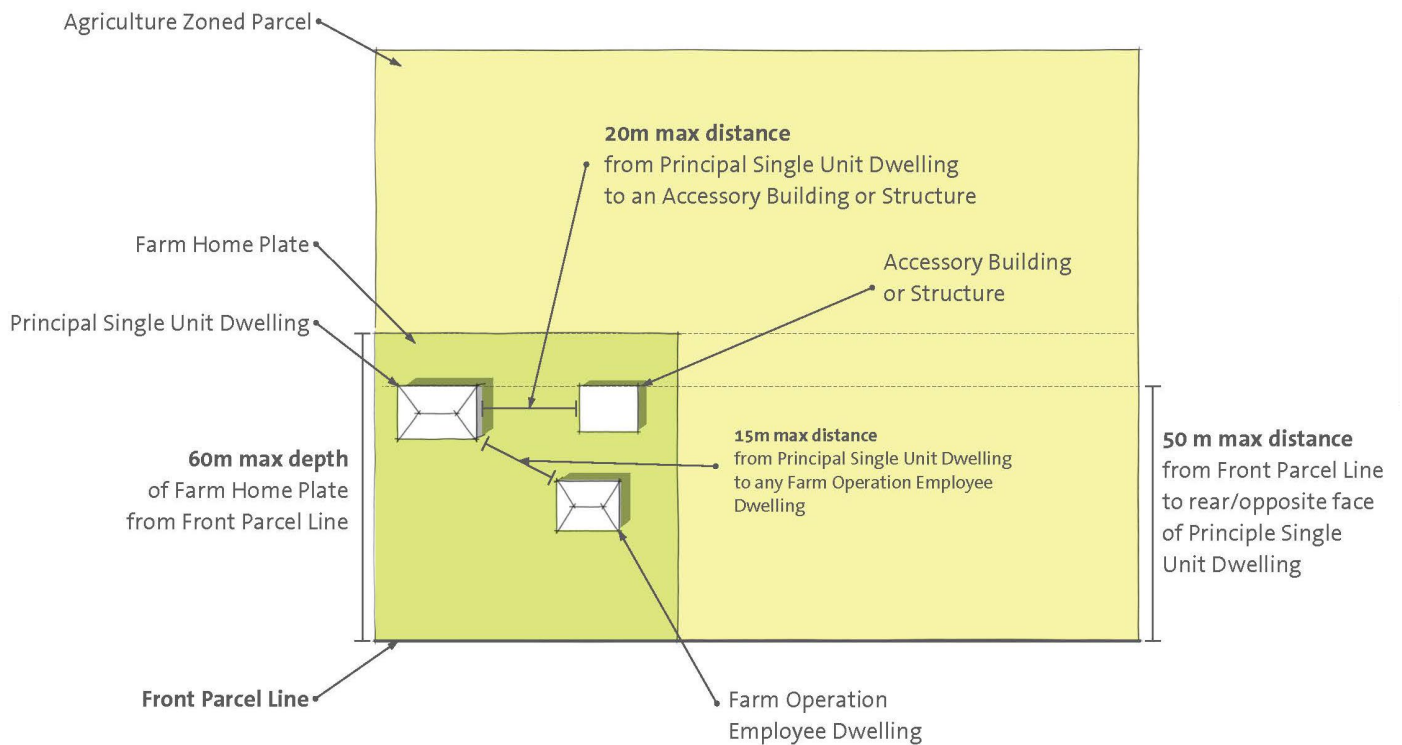 Agriculture Zoned Parcel
20m max distance
from Principal Single Unit Dwelling
to an Accessory Building or Structure
Farm Home Plate
Accessory Building
or Structure
Principal Single Unit Dwelling
15m max distance
from Principal Single Unit Dwelling
to any Farm Operation Employee
Dwelling
60m max depth
of Farm Home Plate
from Front Parcel Line
50 m max distance
from Front Parcel Line
to rear/opposite face
of Principle Single
Unit Dwelling
Front Parcel Line
Farm Operation
Employee Dwelling